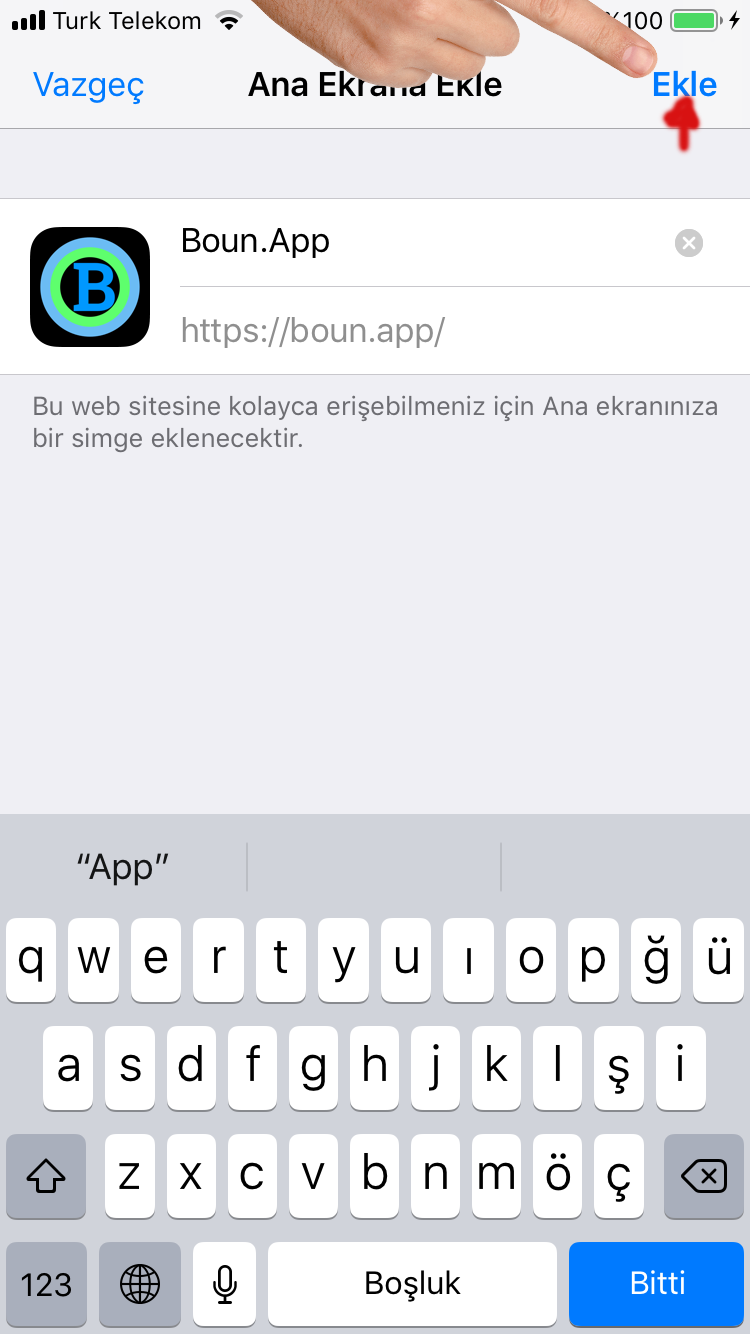 Turk Telekom %100
Vazgeç Ana Ekrana Ekle Ekle
B
Boun.App
https://boun.app/
Bu web sitesine kolayca erişebilmeniz için Ana ekranınıza
bir simge eklenecektir.
“App”
q w e r t y u ı o p ğ ü
a s d f g h j k l ş i
z x c v b n m ö ç
123 Boşluk Bitti